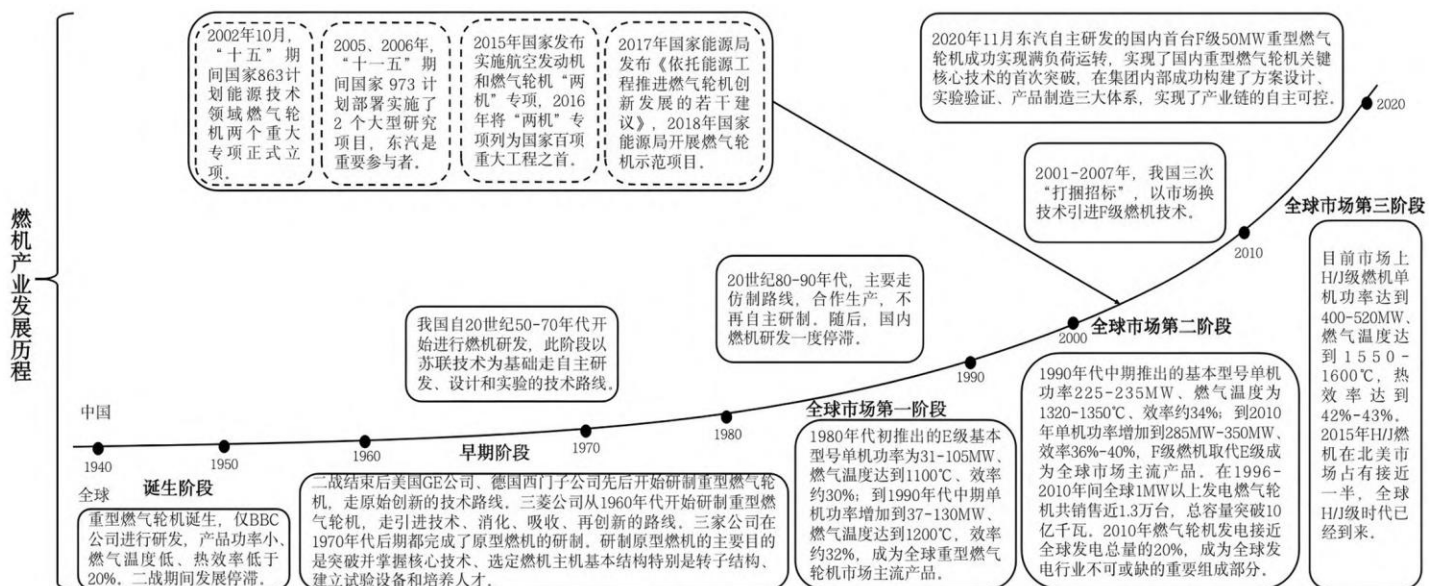 燃机产业发展历程
2002年10月，
“十五”期
间国家863计
划能源技术
领域燃气轮
机两个重大
专项正式立
项。
2005、2006年，
“十一五”期
间国家 973 计
划部署实施了
2 个大型研究
项目，东汽是
重要参与者。
2015年国家发布
实施航空发动机
和燃气轮机“两
机”专项，2016
年将“两机”专
项列为国家百项
重大工程之首。
2017年国家能源局
发布《依托能源工
程推进燃气轮机创
新发展的若干建
议》，2018年国家
能源局开展燃气轮
机示范项目。
2020年11月东汽自主研发的国内首台F级50MW重型燃气
轮机成功实现满负荷运转，实现了国内重型燃气轮机关键
核心技术的首次突破，在集团内部成功构建了方案设计、
实验验证、产品制造三大体系，实现了产业链的自主可控。
2020
2001-2007年，我国三次
“打捆招标”，以市场换
技术引进F级燃机技术。
2010
20世纪80-90年代，主要走
仿制路线，合作生产，不
再自主研制．随后，国内
燃机研发一度停滞。
2000
我国自20世纪50-70年代开
始进行燃机研发，此阶段以
苏联技术为基础走自主研
发、设计和实验的技术路线。
1990
中国
1940
1950
1960
1970
1980
全球
诞生阶段
重型燃气轮机诞生，仅BBC
公司进行研发，产品功率小、
燃气温度低、热效率低于
20%．二战期间发展停滞．
早期阶段
二战结束后美国GE公司、德国西门子公司先后开始研制重型燃气轮
机，走原始创新的技术路线．三菱公司从1960年代开始研制重型燃
气轮机，走引进技术、消化、吸收、再创新的路线．三家公司在
1970年代后期都完成了原型燃机的研制．研制原型燃机的主要目的
是突破并掌握核心技术、选定燃机主机基本结构特别是转子结构、
建立试验设备和培养人才．
全球市场第一阶段
1980年代初推出的E级基本
型号单机功率为31-105MW、
燃气温度达到1100℃、效率
约30%；到1990年代中期单
机功率增加到37-130MW、
燃气温度达到1200℃、效率
约32%，成为全球重型燃气
轮机市场主流产品．
全球市场第二阶段
1990年代中期推出的基本型号单机
功率225-235MW、燃气温度为
1320-1350℃、效率约34%；到2010
年单机功率增加到285MW-350MW、
效率36%-40%，F级燃机取代E级成
为全球市场主流产品．在1996-
2010年间全球1MW以上发电燃气轮
机共销售近1.3万台，总容量突破10
亿千瓦．2010年燃气轮机发电接近
全球发电总量的20%，成为全球发
电行业不可或缺的重要组成部分．
全球市场第三阶段
目前市场上
H/J级燃机单
机功率达到
400-520MW、
燃气温度达
到1550-
1600℃，热
效率达到
42%-43%．
2015年H/J燃
机在北美市
场占有接近
一半，全球
H/J级时代已
经到来．